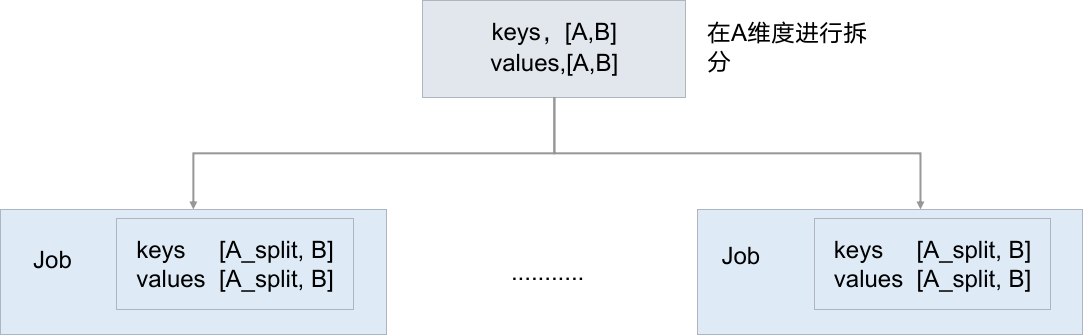 keys，[A,B]
values,[A,B]
在A维度进行拆
分
Job
keys [A_split, B]
values [A_split, B]
...........
Job
keys [A_split, B]
values [A_split, B]